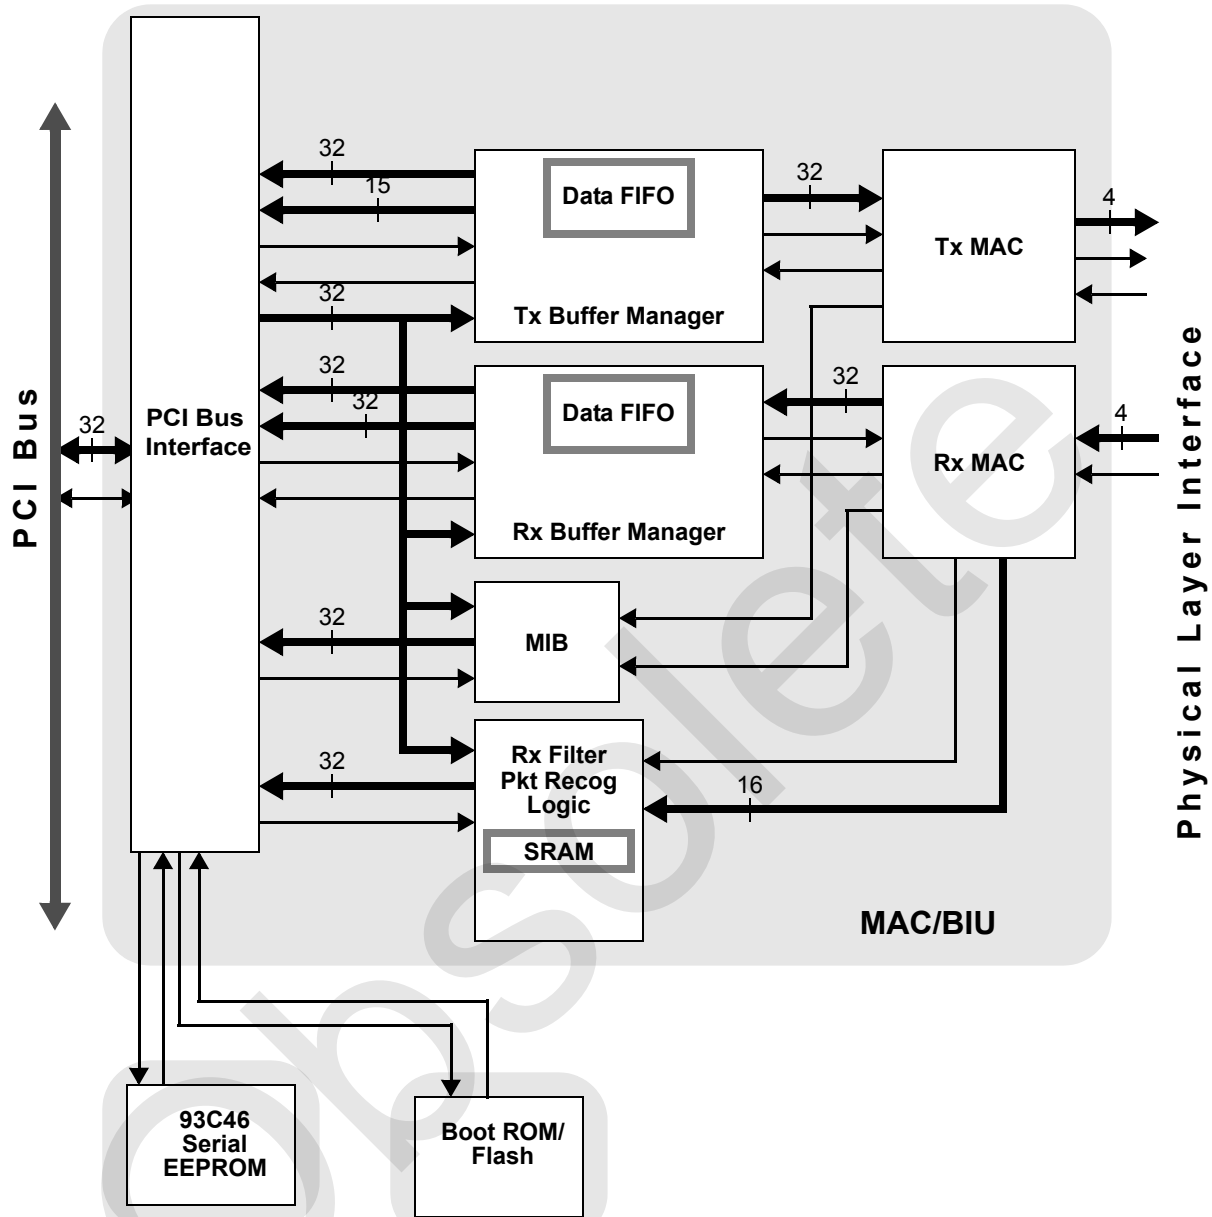 32
15
32
32
32
32
32
PCI Bus
PCI Bus
Interface
Data FIFO
Tx Buffer Manager
32
Tx MAC
4
Data FIFO
Rx Buffer Manager
32
Rx MAC
4
Physical Layer Interface
32
MIB
32
Rx Filter
Pkt Recog
Logic
SRAM
16
MAC/BIU
93C46
Serial
EEPROM
Boot ROM/
Flash
Obsolete